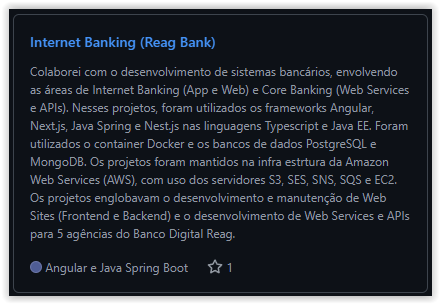 Internet Banking (Reag Bank)
Colaborei com o desenvolvimento de sistemas bancários, envolvendo
as áreas de Internet Banking (App e Web) e Core Banking (Web Services
e APIs). Nesses projetos, foram utilizados os frameworks Angular,
Next.js, Java Spring e Nest.js nas linguagens Typescript e Java EE. Foram
utilizados o container Docker e os bancos de dados PostgreSQL e
MongoDB. Os projetos foram mantidos na infra estrtura da Amazon
Web Services (AWS), com uso dos servidores S3, SES, SNS, SQS e EC2.
Os projetos englobavam o desenvolvimento e manutenção de Web
Sites (Frontend e Backend) e o desenvolvimento de Web Services e APIs
para 5 agências do Banco Digital Reag.
Angular e Java Spring Boot 1